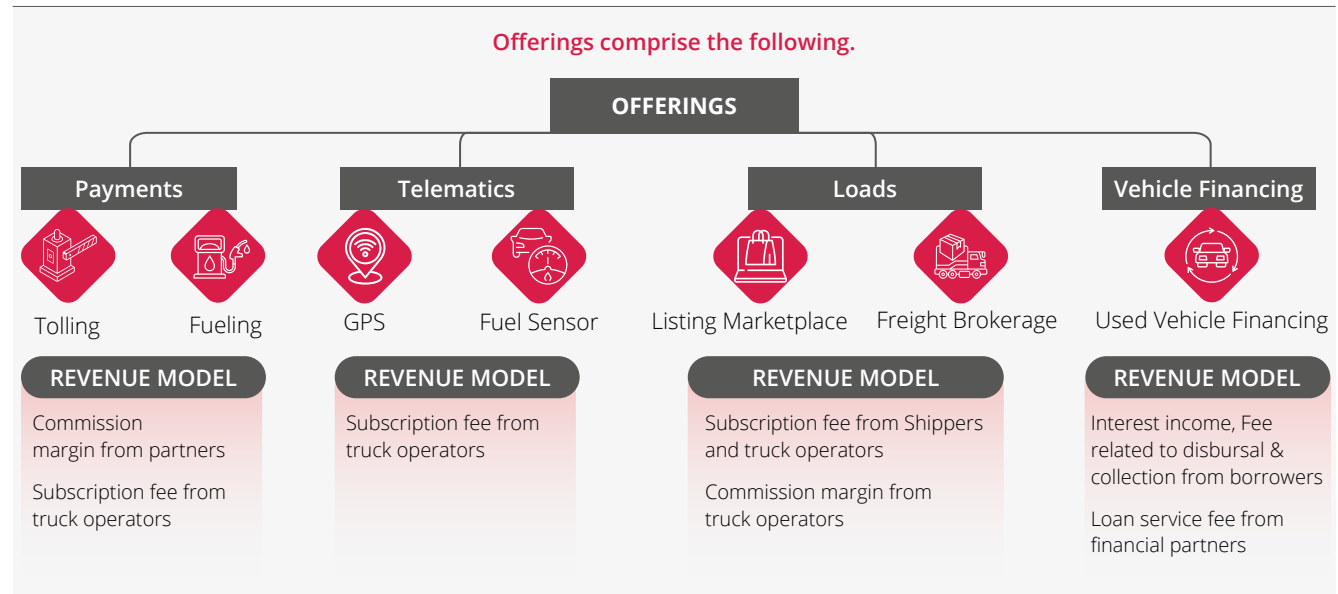 Offerings comprise the following.
OFFERINGS
Payments
Telematics
Loads
Vehicle Financing
Tolling
Fueling
GPS
Fuel Sensor
Listing Marketplace
Freight Brokerage
Used Vehicle Financing
REVENUE MODEL
Commission
margin from partners
Subscription fee from
truck operators
REVENUE MODEL
Subscription fee from
truck operators
REVENUE MODEL
Subscription fee from Shippers
and truck operators
Commission margin from
truck operators
REVENUE MODEL
Interest income, Fee
related to disbursal &
collection from borrowers
Loan service fee from
financial partners